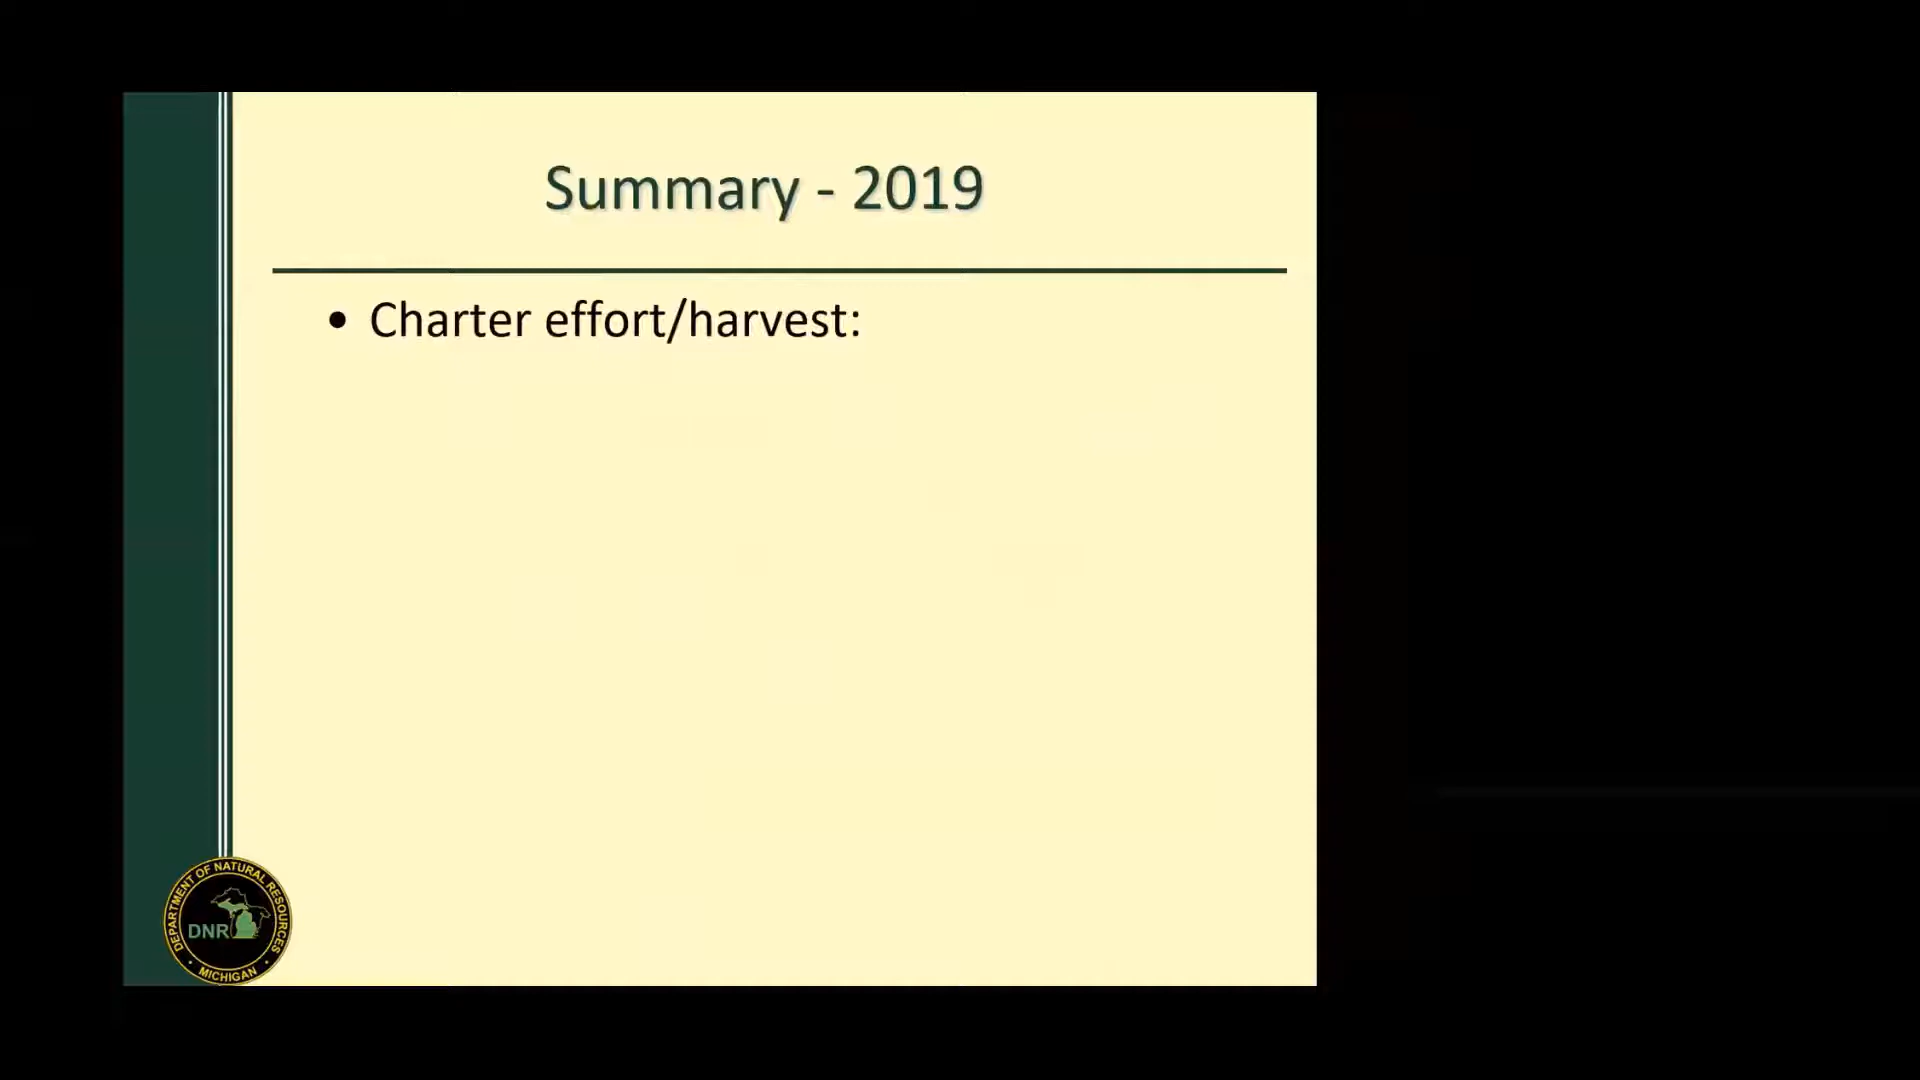 Summary - 2019
• Charter effort/harvest:
DEPARTMENT OF NATURAL RESOURCES
DNR
• MICHIGAN •